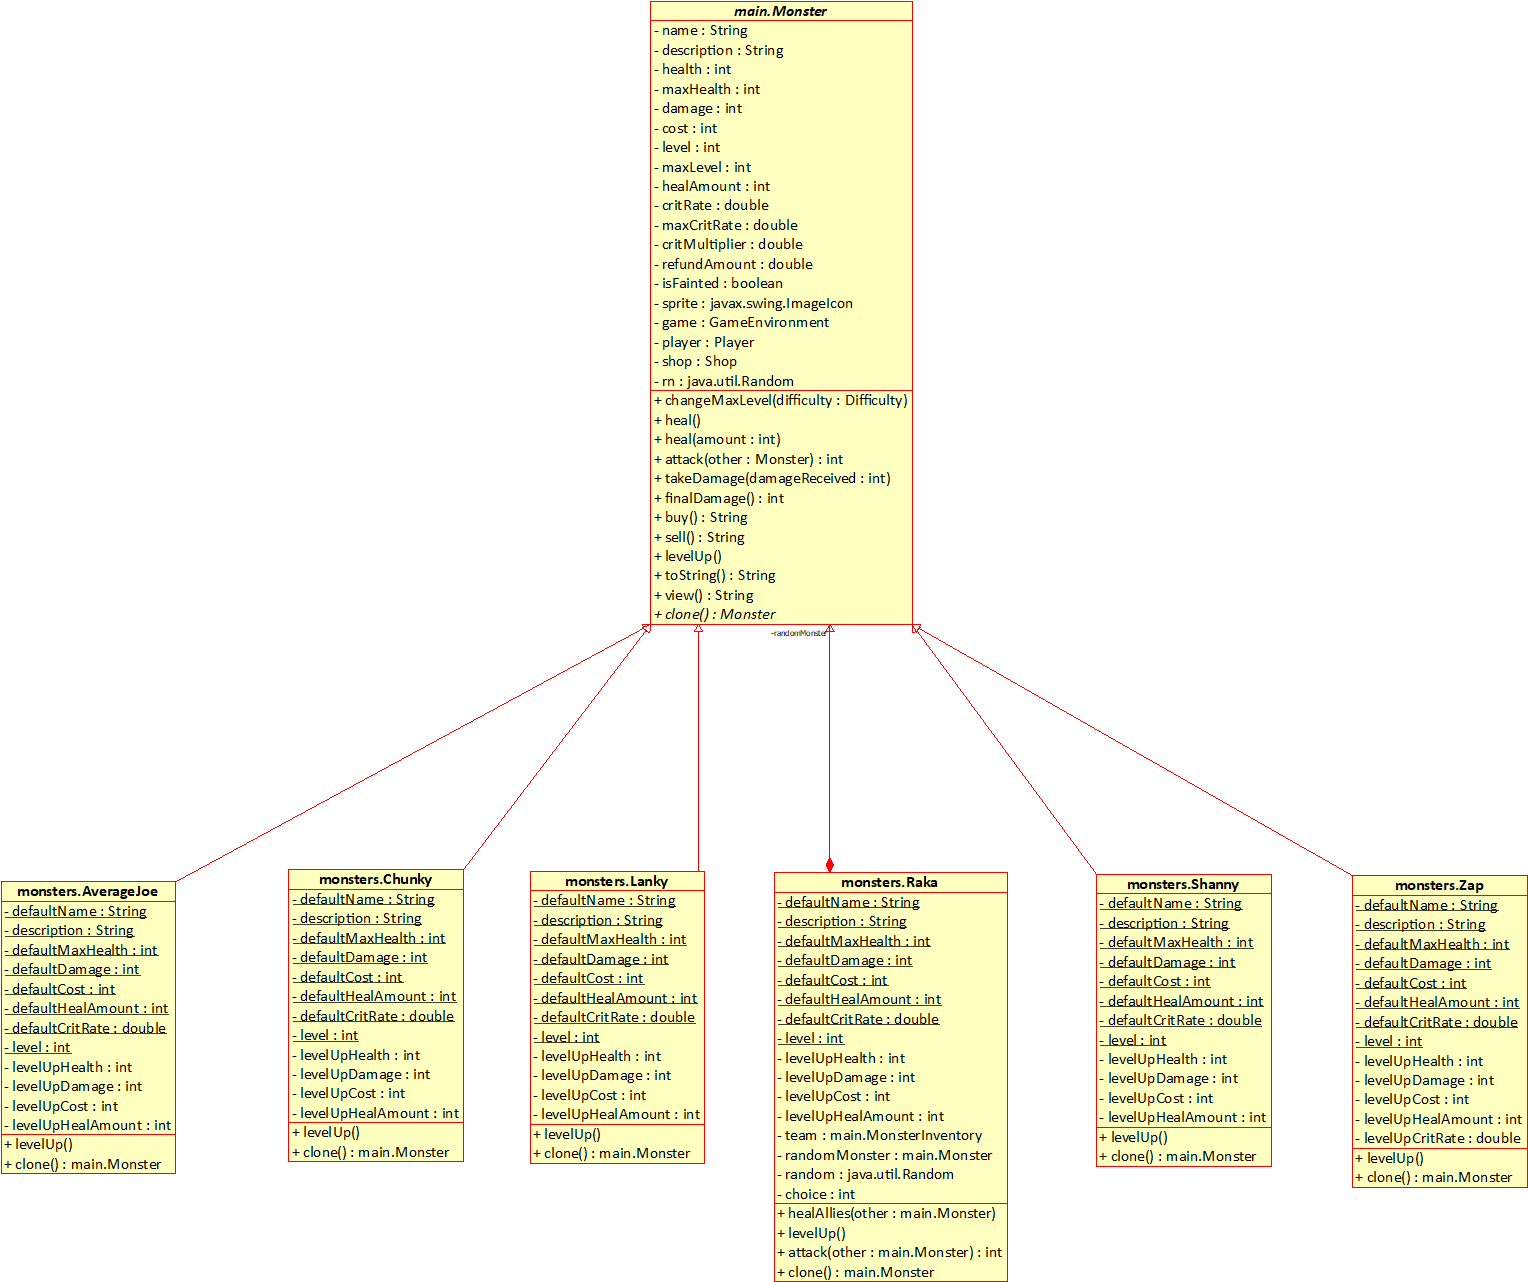 main.Monster
- name : String
- description : String
- health : int
- maxHealth : int
- damage : int
- cost : int
- level : int
- maxLevel : int
- healAmount : int
- critRate : double
- maxCritRate : double
- critMultiplier : double
- refundAmount : double
- isFainted : boolean
- sprite : javax.swing.ImageIcon
- game : GameEnvironment
- player : Player
- shop : Shop
- rn : java.util.Random
+ changeMaxLevel(difficulty : Difficulty)
+ heal()
+ heal(amount : int)
+ attack(other : Monster) : int
+ takeDamage(damageReceived : int)
+ finalDamage() : int
+ buy() : String
+ sell() : String
+ levelUp()
+ toString() : String
+ view() : String
+ clone() : Monster
-randomMonster
monsters.AverageJoe
- defaultName : String
- description : String
- defaultMaxHealth : int
- defaultDamage : int
- defaultCost : int
- defaultHealAmount : int
- defaultCritRate : double
- level : int
- levelUpHealth : int
- levelUpDamage : int
- levelUpCost : int
- levelUpHealAmount : int
+ levelUp()
+ clone() : main.Monster
monsters.Chunky
- defaultName : String
- description : String
- defaultMaxHealth : int
- defaultDamage : int
- defaultCost : int
- defaultHealAmount : int
- defaultCritRate : double
- level : int
- levelUpHealth : int
- levelUpDamage : int
- levelUpCost : int
- levelUpHealAmount : int
+ levelUp()
+ clone() : main.Monster
monsters.Lanky
- defaultName : String
- description : String
- defaultMaxHealth : int
- defaultDamage : int
- defaultCost : int
- defaultHealAmount : int
- defaultCritRate : double
- level : int
- levelUpHealth : int
- levelUpDamage : int
- levelUpCost : int
- levelUpHealAmount : int
+ levelUp()
+ clone() : main.Monster
monsters.Raka
- defaultName : String
- description : String
- defaultMaxHealth : int
- defaultDamage : int
- defaultCost : int
- defaultHealAmount : int
- defaultCritRate : double
- level : int
- levelUpHealth : int
- levelUpDamage : int
- levelUpCost : int
- levelUpHealAmount : int
- team : main.MonsterInventory
- randomMonster : main.Monster
- random : java.util.Random
- choice : int
+ healAllies(other : main.Monster)
+ levelUp()
+ attack(other : main.Monster) : int
+ clone() : main.Monster
monsters.Shanny
- defaultName : String
- description : String
- defaultMaxHealth : int
- defaultDamage : int
- defaultCost : int
- defaultHealAmount : int
- defaultCritRate : double
- level : int
- levelUpHealth : int
- levelUpDamage : int
- levelUpCost : int
- levelUpHealAmount : int
+ levelUp()
+ clone() : main.Monster
monsters.Zap
- defaultName : String
- description : String
- defaultMaxHealth : int
- defaultDamage : int
- defaultCost : int
- defaultHealAmount : int
- defaultCritRate : double
- level : int
- levelUpHealth : int
- levelUpDamage : int
- levelUpCost : int
- levelUpHealAmount : int
- levelUpCritRate : double
+ levelUp()
+ clone() : main.Monster